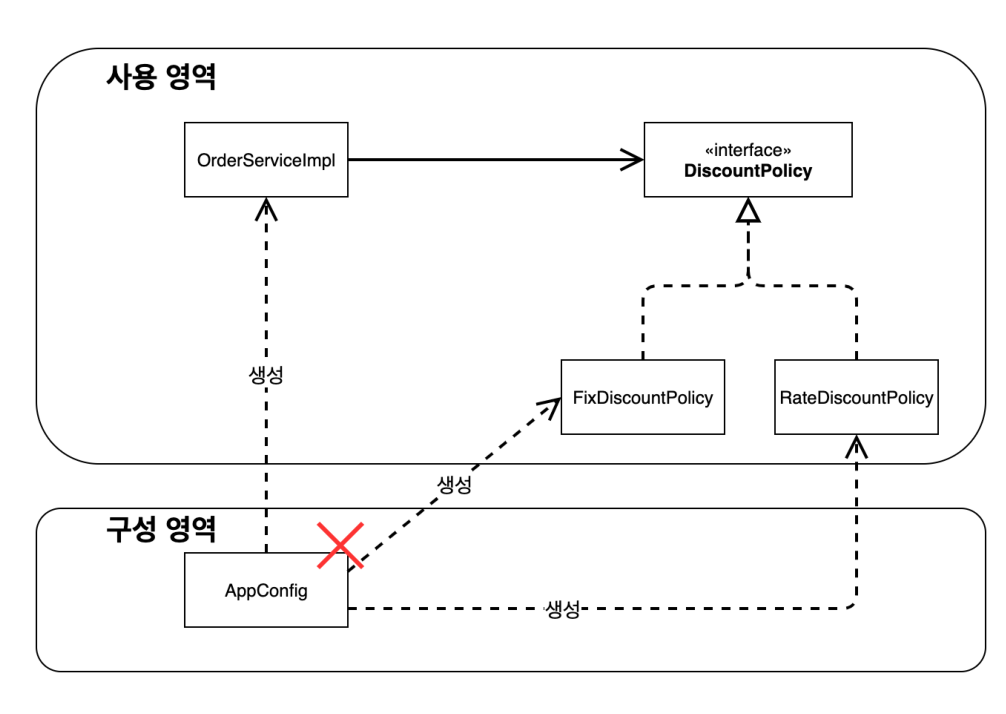 사용 영역
OrderServiceImpl
«interface»
DiscountPolicy
생성
FixDiscountPolicy
RateDiscountPolicy
생성
구성 영역
AppConfig
생성